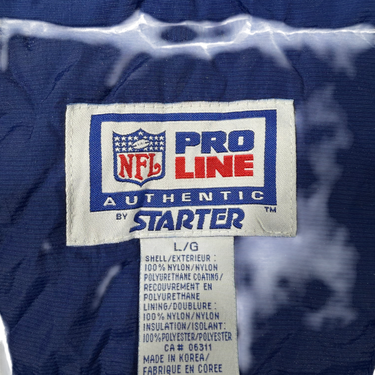 NFL
PRO
LINE
AUTHENTIC
BY STARTER ™
L/G
SHELL/EXTERIEUR:
100% NYLON/NYLON
POLYURETHANE COATING/
RECOUVREMENT EN
POLYURETHANE
LINING/DOUBLURE:
100% NYLON/NYLON
INSULATION/ISOLANT:
100% POLYESTER/POLYESTER
CA# 06311
MADE IN KOREA/
FABRIQUE EN COREE